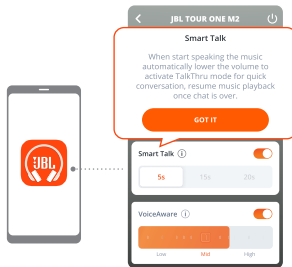 JBL TOUR ONE M2
Smart Talk
When start speaking the music
automatically lower the volume to
activate TalkThru mode for quick
conversation, resume music playback
once chat is over.
GOT IT
JBL
Smart Talk
5s 15s 20s
VoiceAware
Low Mid High